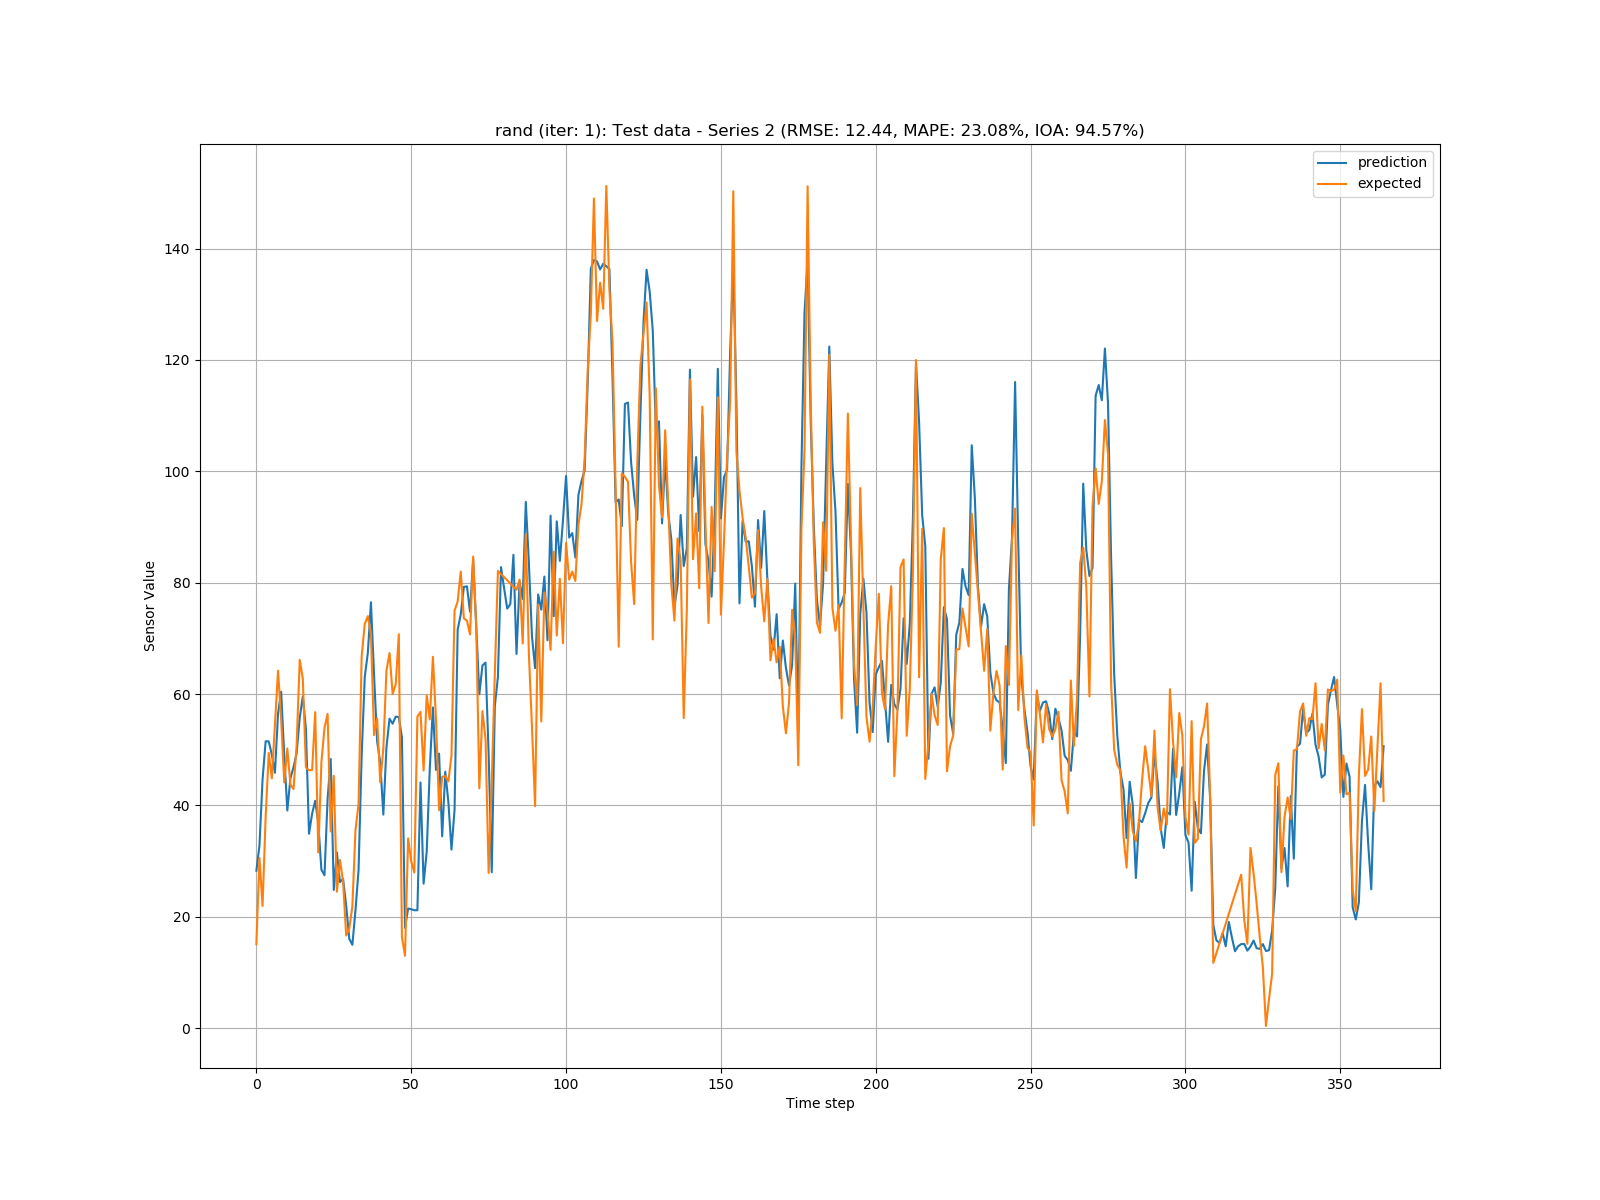 rand (iter: 1): Test data - Series 2 (RMSE: 12.44, MAPE: 23.08%, IOA: 94.57%)
prediction
expected
140
120
100
80
60
40
20
0
Sensor Value
0 50 100 150 200 250 300 350
Time step